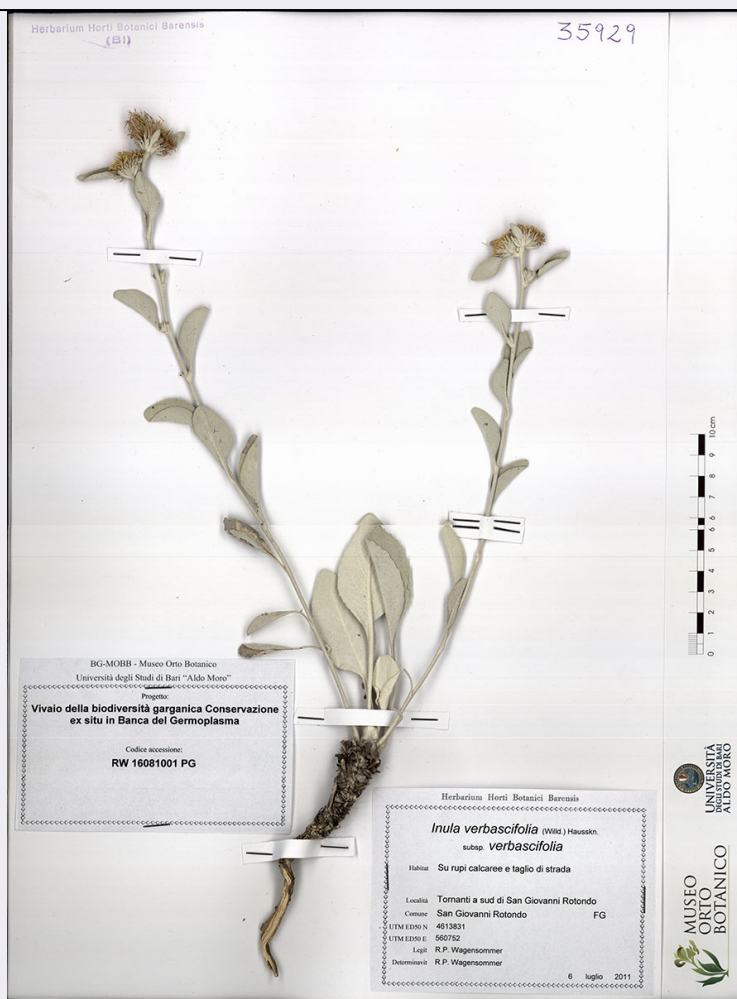 Herbarium Horti Botanici Barensis
(BI)
35929
10 cm
9
8
7
6
5
4
3
2
1
0
BG-MOBB - Museo Orto Botanico
Università degli Studi di Bari "Aldo Moro"
Progetto:
Vivaio della biodiversità garganica Conservazione
ex situ in Banca del Germoplasma
Codice accessione:
RW 16081001 PG
Herbarium Horti Botanici Barensis
Inula verbascifolia (Willd.) Hausskn.
subsp. verbascifolia
Habitat Su rupi calcaree e taglio di strada
Località Tornanti a sud di San Giovanni Rotondo
Comune San Giovanni Rotondo FG
UTM ED50 N 4613831
UTM ED50 E 560752
Legit R.P. Wagensommer
Determinavit R.P. Wagensommer
6 luglio 2011
UNIVERSITÀ
DEGLI STUDI DI BARI
ALDO MORO
MUSEO
ORTO
BOTANICO